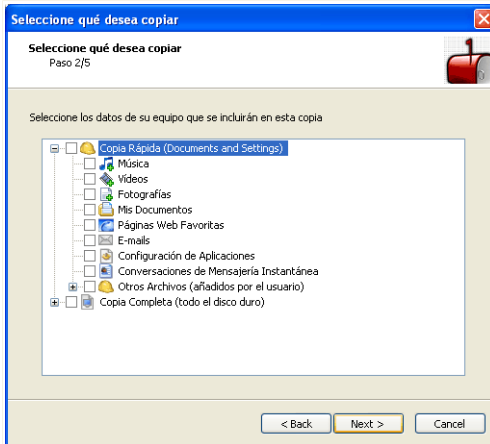 Seleccione qué desea copiar
Seleccione qué desea copiar
Paso 2/5
Seleccione los datos de su equipo que se incluirán en esta copia
Copia Rápida (Documents and Settings)
Música
Vídeos
Fotografías
Mis Documentos
Páginas Web Favoritas
E-mails
Configuración de Aplicaciones
Conversaciones de Mensajería Instantánea
Otros Archivos (añadidos por el usuario)
Copia Completa (todo el disco duro)
< Back Next > Cancel